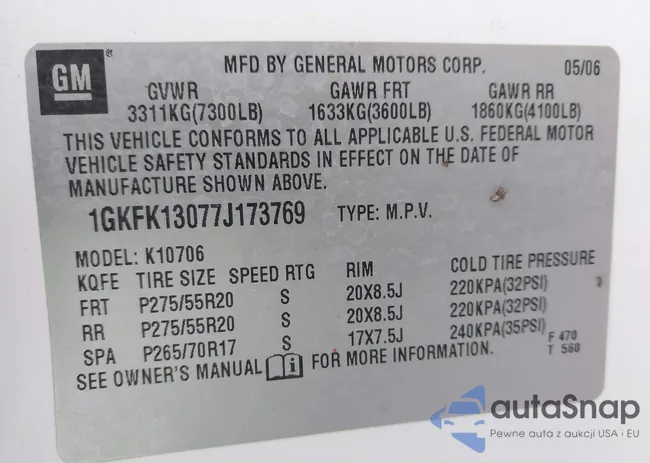 GM ®
MFD BY GENERAL MOTORS CORP. 05/06
GVWR GAWR FRT GAWR RR
3311KG(7300LB) 1633KG(3600LB) 1860KG(4100LB)
THIS VEHICLE CONFORMS TO ALL APPLICABLE U.S. FEDERAL MOTOR
VEHICLE SAFETY STANDARDS IN EFFECT ON THE DATE OF
MANUFACTURE SHOWN ABOVE.
1GKFK13077J173769 TYPE: M.P.V.
MODEL: K10706
KQFE TIRE SIZE SPEED RTG RIM COLD TIRE PRESSURE
FRT P275/55R20 S 20X8.5J 220KPA(32PSI)
RR P275/55R20 S 20X8.5J 220KPA(32PSI)
SPA P265/70R17 S 17X7.5J 240KPA(35PSI) F 470
T 560
SEE OWNER'S MANUAL i FOR MORE INFORMATION.
autaSnap
Pewne auta z aukcji USA i EU